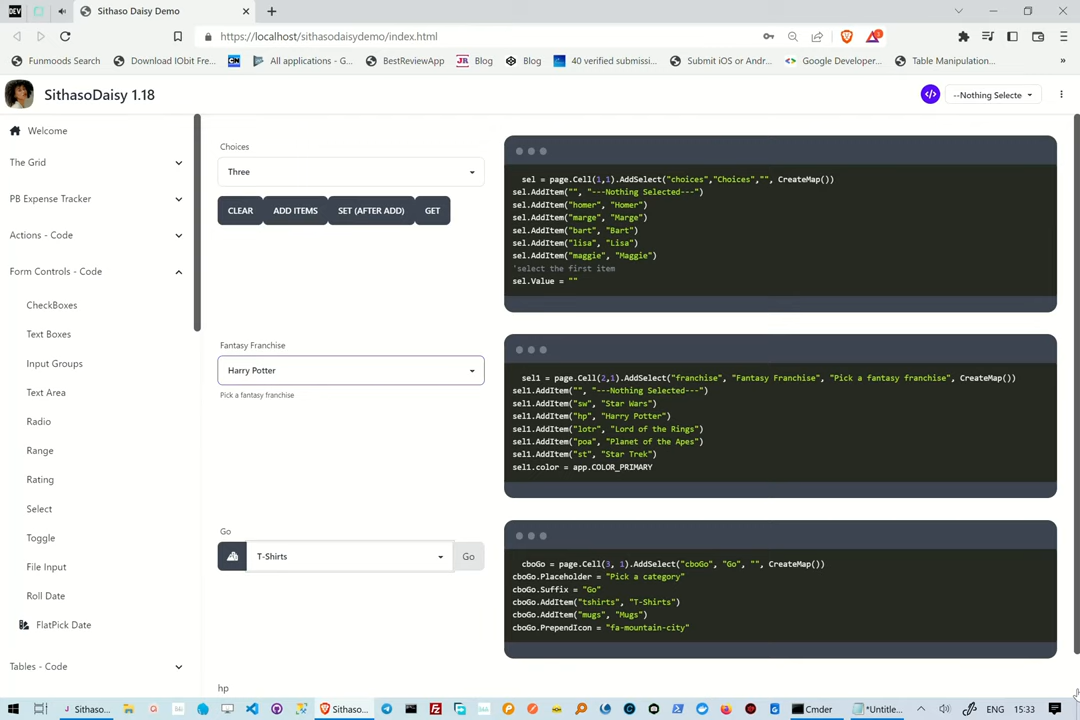 DEV
Sithaso Daisy Demo
https://localhost/sithasodaisydemo/index.html
Funmoods Search
Download IObit Fre...
All applications - G...
BestReviewApp
JR Blog
Blog
40 verified submissi...
Submit iOS or Andr...
Google Developer...
Table Manipulation...
SithasoDaisy 1.18
--Nothing Selecte
Welcome
The Grid
PB Expense Tracker
Actions - Code
Form Controls - Code
CheckBoxes
Text Boxes
Input Groups
Text Area
Radio
Range
Rating
Select
Toggle
File Input
Roll Date
FlatPick Date
Tables - Code
Choices
Three
CLEAR
ADD ITEMS
SET (AFTER ADD)
GET
sel = page.Cell(1,1).AddSelect("choices","Choices","", CreateMap())
sel.AddItem("", "---Nothing Selected---")
sel.AddItem("homer", "Homer")
sel.AddItem("marge", "Marge")
sel.AddItem("bart", "Bart")
sel.AddItem("lisa", "Lisa")
sel.AddItem("maggie", "Maggie")
'select the first item
sel.Value = ""
Fantasy Franchise
Harry Potter
Pick a fantasy franchise
sel1 = page.Cell(2,1).AddSelect("franchise", "Fantasy Franchise", "Pick a fantasy franchise", CreateMap())
sel1.AddItem("", "---Nothing Selected---")
sel1.AddItem("sw", "Star Wars")
sel1.AddItem("hp", "Harry Potter")
sel1.AddItem("lotr", "Lord of the Rings")
sel1.AddItem("poa", "Planet of the Apes")
sel1.AddItem("st", "Star Trek")
sel1.color = app.COLOR_PRIMARY
Go
T-Shirts
Go
cboGo = page.Cell(3, 1).AddSelect("cboGo", "Go", "", CreateMap())
cboGo.Placeholder = "Pick a category"
cboGo.Suffix = "Go"
cboGo.AddItem("tshirts", "T-Shirts")
cboGo.AddItem("mugs", "Mugs")
cboGo.PrependIcon = "fa-mountain-city"
hp
Sithaso...
Sithaso...
Cmder
*Untitle...
ENG
15:33